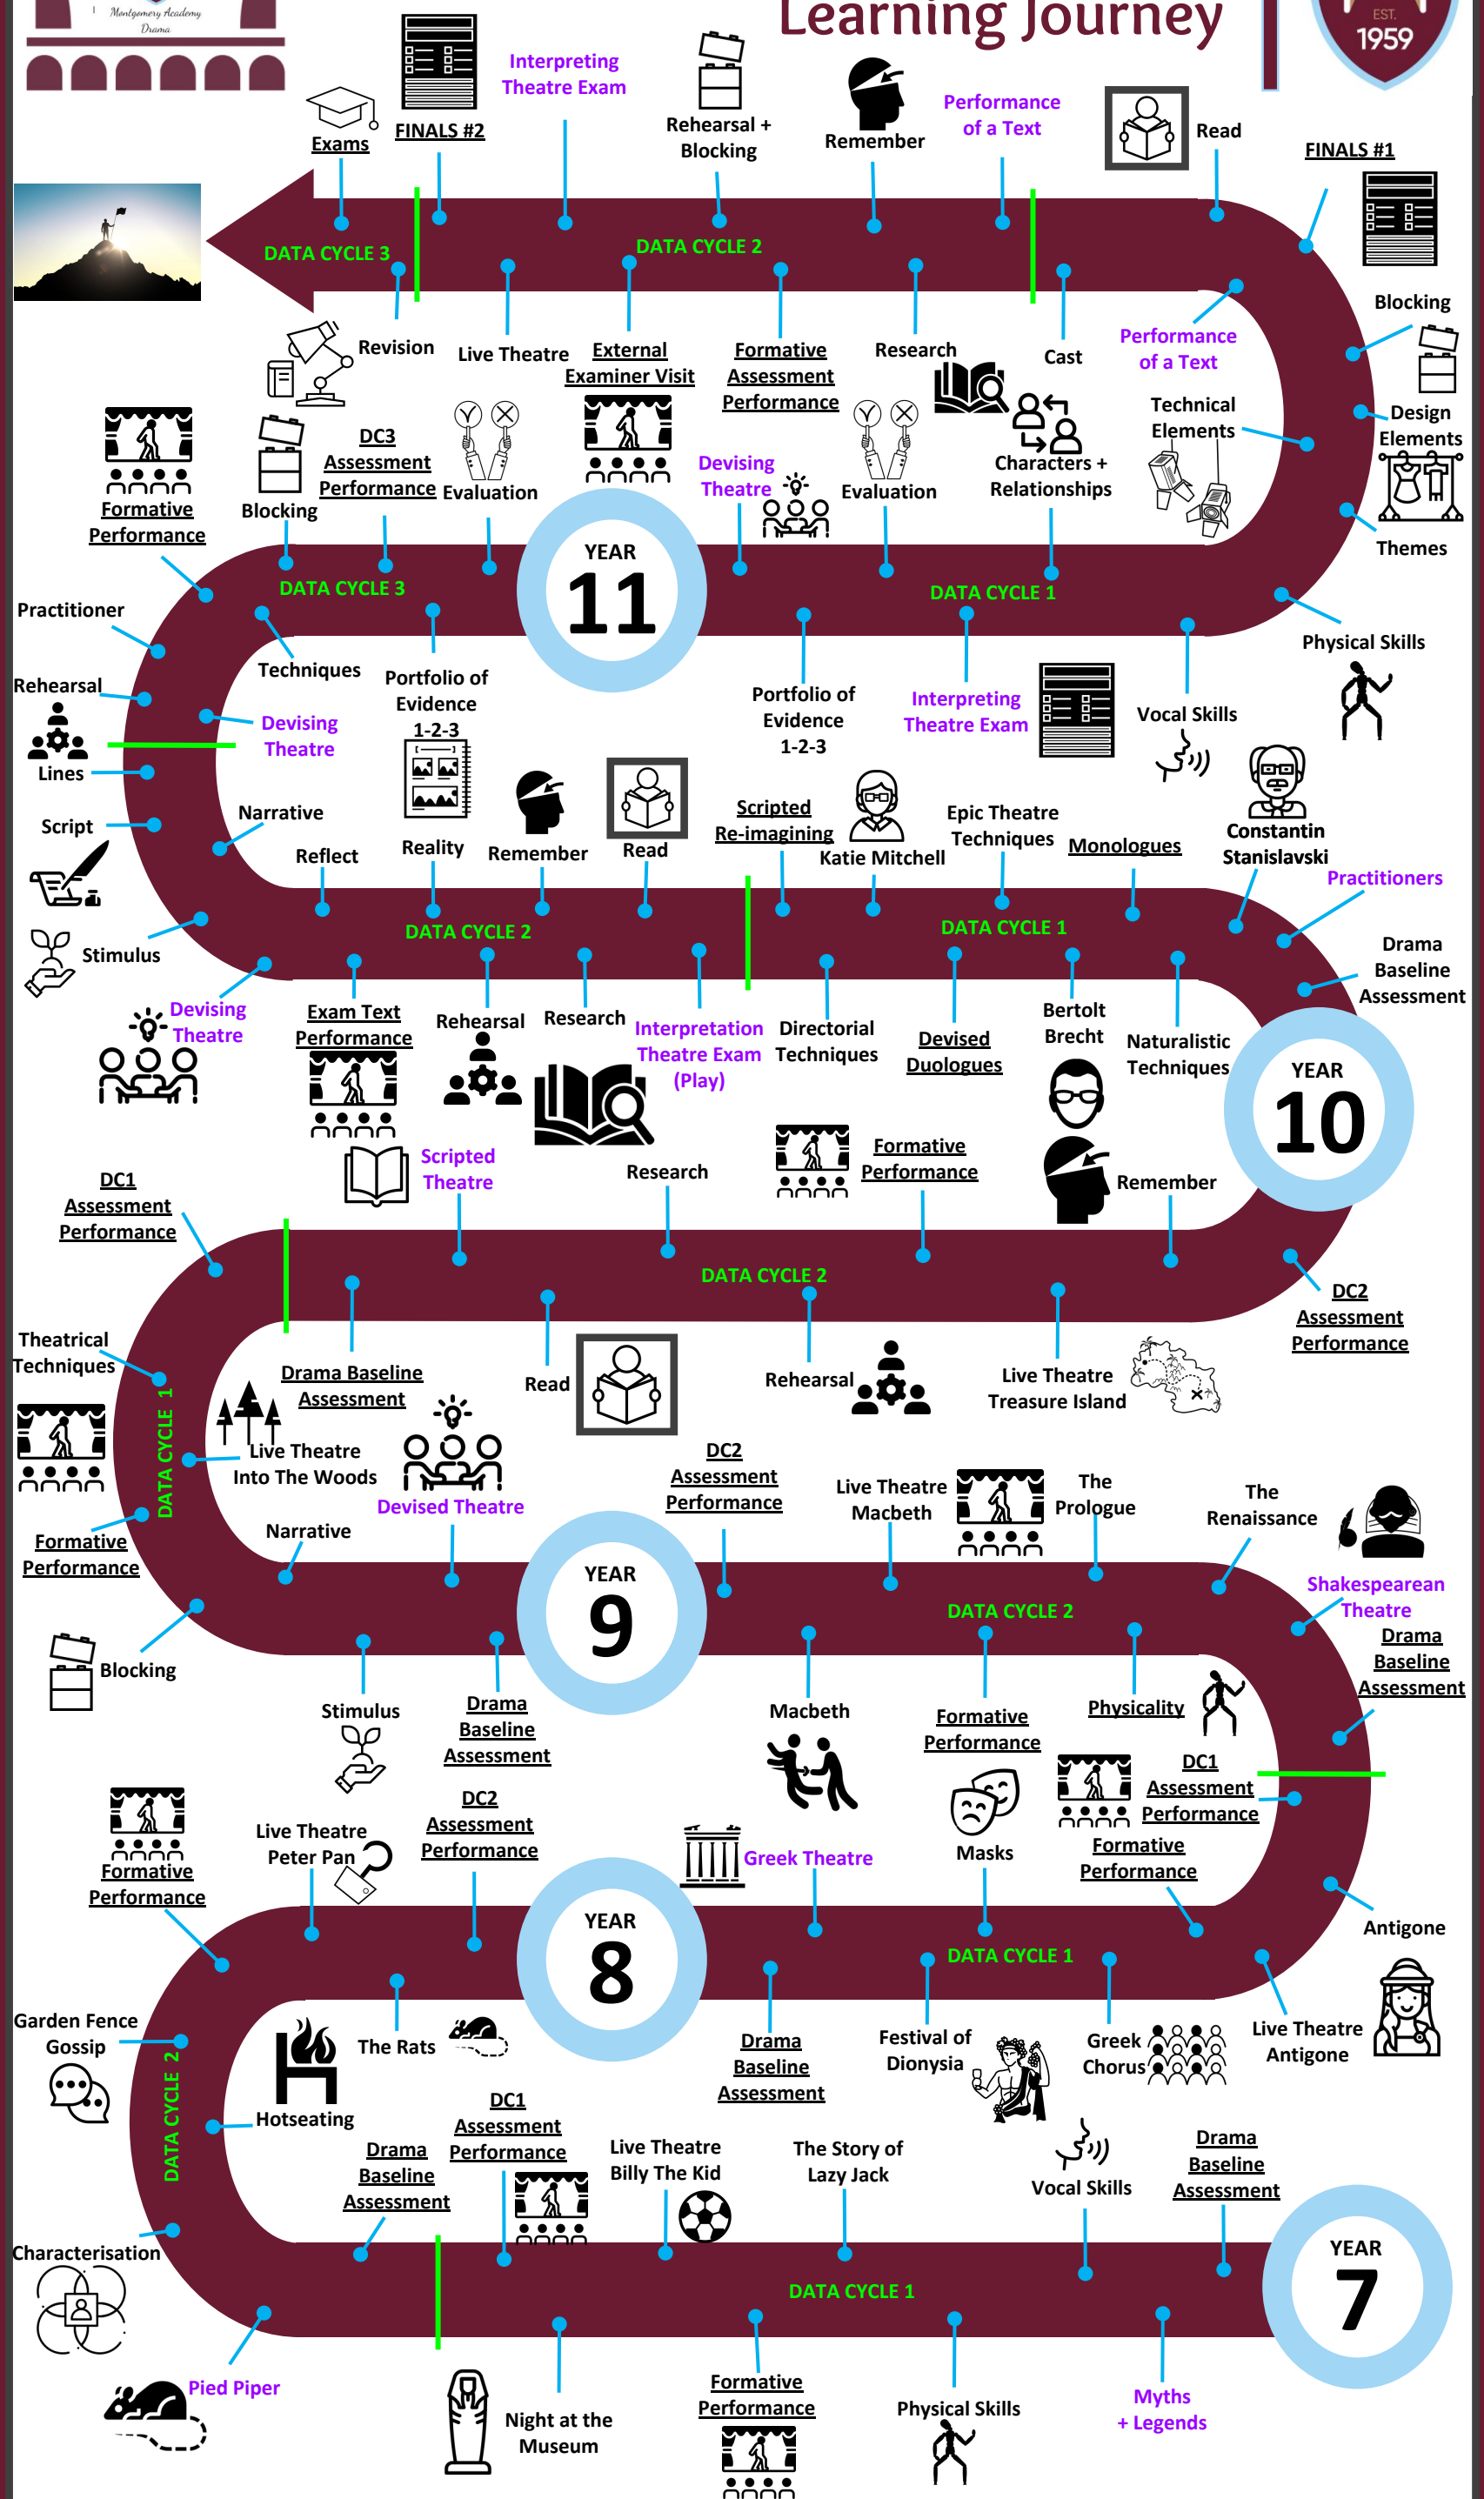 Montgomery Academy
Drama
Learning Journey
EST.
1959
Exams
FINALS #2
Interpreting
Theatre Exam
Rehearsal +
Blocking
Remember
Performance
of a Text
Read
FINALS #1
DATA CYCLE 3
DATA CYCLE 2
Revision
Live Theatre
External
Examiner Visit
Formative
Assessment
Performance
Research
Cast
Performance
of a Text
Blocking
Technical
Elements
Design
Elements
Themes
Formative
Performance
Blocking
DC3
Assessment
Performance
Evaluation
Devising
Theatre
Evaluation
Characters +
Relationships
YEAR
11
DATA CYCLE 3
DATA CYCLE 1
Practitioner
Rehearsal
Techniques
Devising
Theatre
Portfolio of
Evidence
1-2-3
Portfolio of
Evidence
1-2-3
Interpreting
Theatre Exam
Vocal Skills
Physical Skills
Lines
Script
Narrative
Reflect
Reality
Remember
Read
Scripted
Re-imagining
Katie Mitchell
Epic Theatre
Techniques
Monologues
Constantin
Stanislavski
Practitioners
Drama
Baseline
Assessment
DATA CYCLE 2
DATA CYCLE 1
Stimulus
Devising
Theatre
Exam Text
Performance
Rehearsal
Research
Interpretation
Theatre Exam
(Play)
Directorial
Techniques
Devised
Duologues
Bertolt
Brecht
Naturalistic
Techniques
YEAR
10
DC1
Assessment
Performance
Scripted
Theatre
Research
Formative
Performance
Remember
DATA CYCLE 2
DC2
Assessment
Performance
Theatrical
Techniques
DATA CYCLE 1
Drama Baseline
Assessment
Read
Rehearsal
Live Theatre
Treasure Island
Live Theatre
Into The Woods
Formative
Performance
Narrative
Devised Theatre
DC2
Assessment
Performance
Live Theatre
Macbeth
The
Prologue
The
Renaissance
Shakespearean
Theatre
Drama
Baseline
Assessment
YEAR
9
DATA CYCLE 2
Blocking
Stimulus
Drama
Baseline
Assessment
Macbeth
Formative
Performance
Physicality
DC1
Assessment
Performance
Formative
Performance
Live Theatre
Peter Pan
DC2
Assessment
Performance
Greek Theatre
Masks
Formative
Performance
Antigone
YEAR
8
DATA CYCLE 1
Garden Fence
Gossip
DATA CYCLE 2
The Rats
Hotseating
Drama
Baseline
Assessment
Festival of
Dionysia
Greek
Chorus
Live Theatre
Antigone
Drama
Baseline
Assessment
DC1
Assessment
Performance
Live Theatre
Billy The Kid
The Story of
Lazy Jack
Vocal Skills
Drama
Baseline
Assessment
Characterisation
DATA CYCLE 1
YEAR
7
Pied Piper
Night at the
Museum
Formative
Performance
Physical Skills
Myths
+ Legends